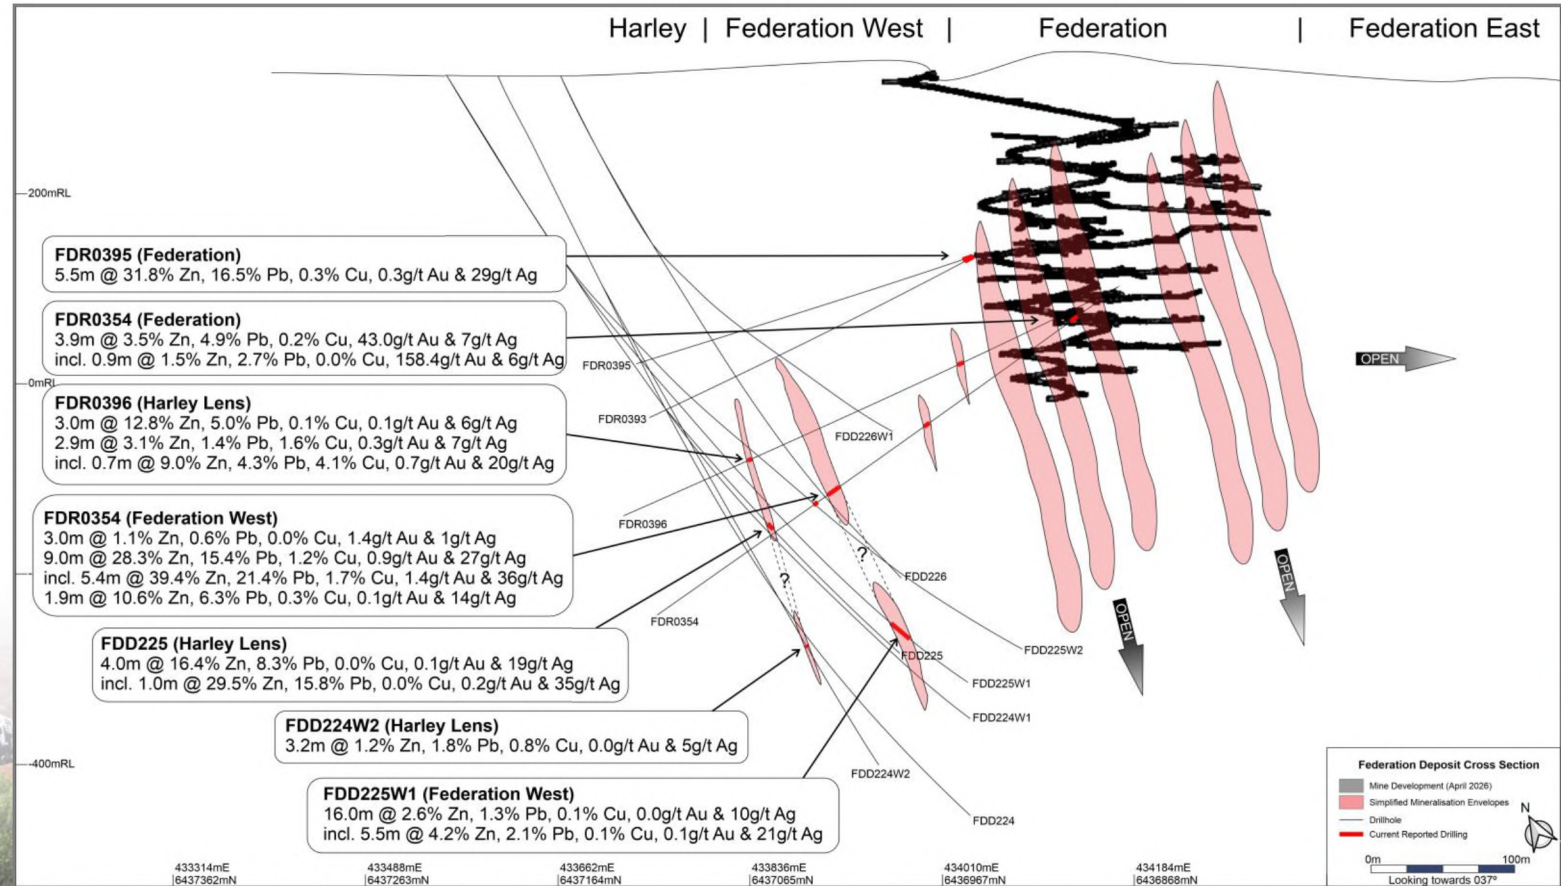 Harley | Federation West | Federation | Federation East
200mRL
FDR0395 (Federation)
5.5m @ 31.8% Zn, 16.5% Pb, 0.3% Cu, 0.3g/t Au & 29g/t Ag
FDR0354 (Federation)
3.9m @ 3.5% Zn, 4.9% Pb, 0.2% Cu, 43.0g/t Au & 7g/t Ag
incl. 0.9m @ 1.5% Zn, 2.7% Pb, 0.0% Cu, 158.4g/t Au & 6g/t Ag
FDR0395
OPEN
0mRL
FDR0396 (Harley Lens)
3.0m @ 12.8% Zn, 5.0% Pb, 0.1% Cu, 0.1g/t Au & 6g/t Ag
2.9m @ 3.1% Zn, 1.4% Pb, 1.6% Cu, 0.3g/t Au & 7g/t Ag
incl. 0.7m @ 9.0% Zn, 4.3% Pb, 4.1% Cu, 0.7g/t Au & 20g/t Ag
FDR0393
FDD226W1
FDR0396
FDR0354 (Federation West)
3.0m @ 1.1% Zn, 0.6% Pb, 0.0% Cu, 1.4g/t Au & 1g/t Ag
9.0m @ 28.3% Zn, 15.4% Pb, 1.2% Cu, 0.9g/t Au & 27g/t Ag
incl. 5.4m @ 39.4% Zn, 21.4% Pb, 1.7% Cu, 1.4g/t Au & 36g/t Ag
1.9m @ 10.6% Zn, 6.3% Pb, 0.3% Cu, 0.1g/t Au & 14g/t Ag
?
?
FDD226
OPEN
OPEN
FDR0354
FDD225 (Harley Lens)
4.0m @ 16.4% Zn, 8.3% Pb, 0.0% Cu, 0.1g/t Au & 19g/t Ag
incl. 1.0m @ 29.5% Zn, 15.8% Pb, 0.0% Cu, 0.2g/t Au & 35g/t Ag
FDD225
FDD225W2
FDD225W1
FDD224W1
FDD224W2 (Harley Lens)
3.2m @ 1.2% Zn, 1.8% Pb, 0.8% Cu, 0.0g/t Au & 5g/t Ag
-400mRL
FDD224W2
FDD225W1 (Federation West)
16.0m @ 2.6% Zn, 1.3% Pb, 0.1% Cu, 0.0g/t Au & 10g/t Ag
incl. 5.5m @ 4.2% Zn, 2.1% Pb, 0.1% Cu, 0.1g/t Au & 21g/t Ag
FDD224
Federation Deposit Cross Section
Mine Development (April 2026)
Simplified Mineralisation Envelopes
Drillhole
Current Reported Drilling
N
0m 100m
Looking towards 037°
433314mE 433488mE 433662mE 433836mE 434010mE 434184mE
6437362mN 6437263mN 6437164mN 6437065mN 6436967mN 6436868mN